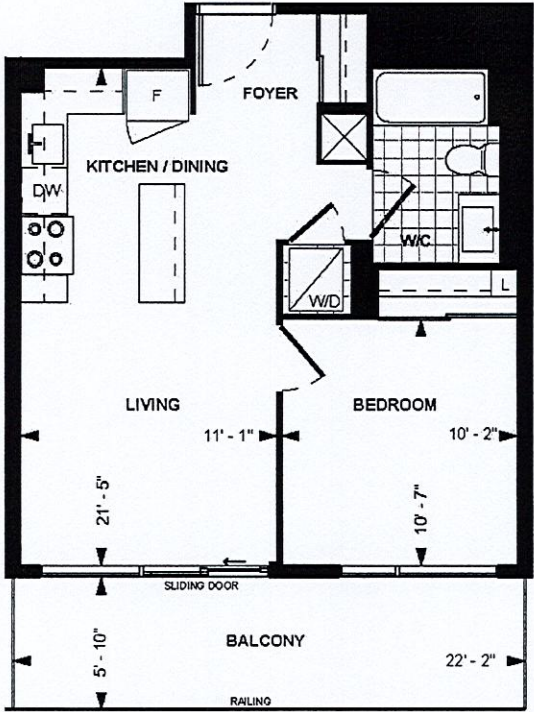 F
FOYER
KITCHEN / DINING
DW
W/C
W/D
L
LIVING
BEDROOM
11' - 1"
10' - 2"
21' - 5"
10' - 7"
SLIDING DOOR
BALCONY
5' - 10"
22' - 2"
RAILING